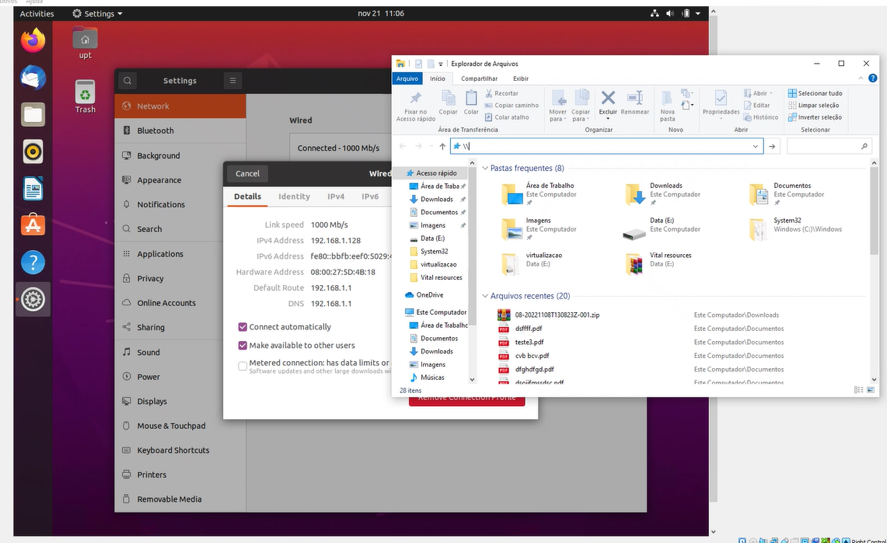 Activities
Settings
nov 21 11:06
upt
Trash
Settings
Network
Bluetooth
Background
Appearance
Notifications
Search
Applications
Privacy
Online Accounts
Sharing
Sound
Power
Displays
Mouse & Touchpad
Keyboard Shortcuts
Printers
Removable Media
Wired
Connected - 1000 Mb/s
Cancel
Wired
Details
Identity
IPv4
IPv6
Link speed 1000 Mb/s
IPv4 Address 192.168.1.128
IPv6 Address fe80::bbfb:eef0:5029:4
Hardware Address 08:00:27:5D:4B:18
Default Route 192.168.1.1
DNS 192.168.1.1
Connect automatically
Make available to other users
Metered connection: has data limits or
Software updates and other large downloads wi
Remove Connection Profile
Explorador de Arquivos
Arquivo
Início
Compartilhar
Exibir
Fixar no
Acesso rápido
Copiar
Colar
Recortar
Copiar caminho
Colar atalho
Área de Transferência
Mover
para
Copiar
para
Excluir
Renomear
Organizar
Nova
pasta
Novo
Propriedades
Abrir
Editar
Histórico
Abrir
Selecionar tudo
Limpar seleção
Inverter seleção
Selecionar
\\
Acesso rápido
Área de Traba
Downloads
Documentos
Imagens
Data (E:)
System32
virtualizacao
Vital resources
OneDrive
Este Computador
Área de Trabalho
Documentos
Downloads
Imagens
Músicas
Pastas frequentes (8)
Área de Trabalho
Este Computador
Downloads
Este Computador
Documentos
Este Computador
Imagens
Este Computador
Data (E:)
Este Computador
System32
Windows (C:)\Windows
virtualizacao
Data (E:)
Vital resources
Data (E:)
Arquivos recentes (20)
08-20221108T130823Z-001.zip Este Computador\Downloads
dsffff.pdf Este Computador\Documentos
teste3.pdf Este Computador\Documentos
cvb bcv.pdf Este Computador\Documentos
dfghdfgd.pdf Este Computador\Documentos
Este Computador\Documentos
28 itens
Right Control